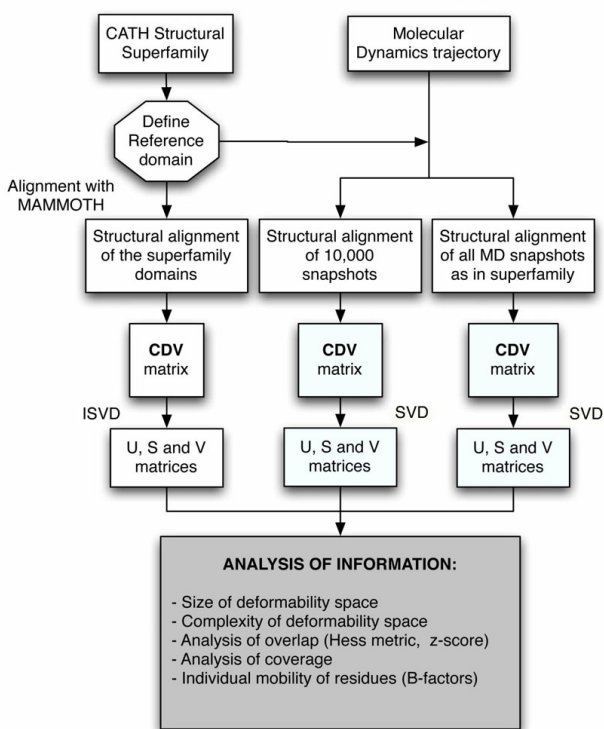 CATH Structural
Superfamily
Molecular
Dynamics trajectory
Define
Reference
domain
Alignment with
MAMMOTH
Structural alignment
of the superfamily
domains
Structural alignment
of 10,000
snapshots
Structural alignment
of all MD snapshots
as in superfamily
CDV
matrix
CDV
matrix
CDV
matrix
ISVD
SVD
SVD
U, S and V
matrices
U, S and V
matrices
U, S and V
matrices
ANALYSIS OF INFORMATION:
- Size of deformability space
- Complexity of deformability space
- Analysis of overlap (Hess metric, z-score)
- Analysis of coverage
- Individual mobility of residues (B-factors)